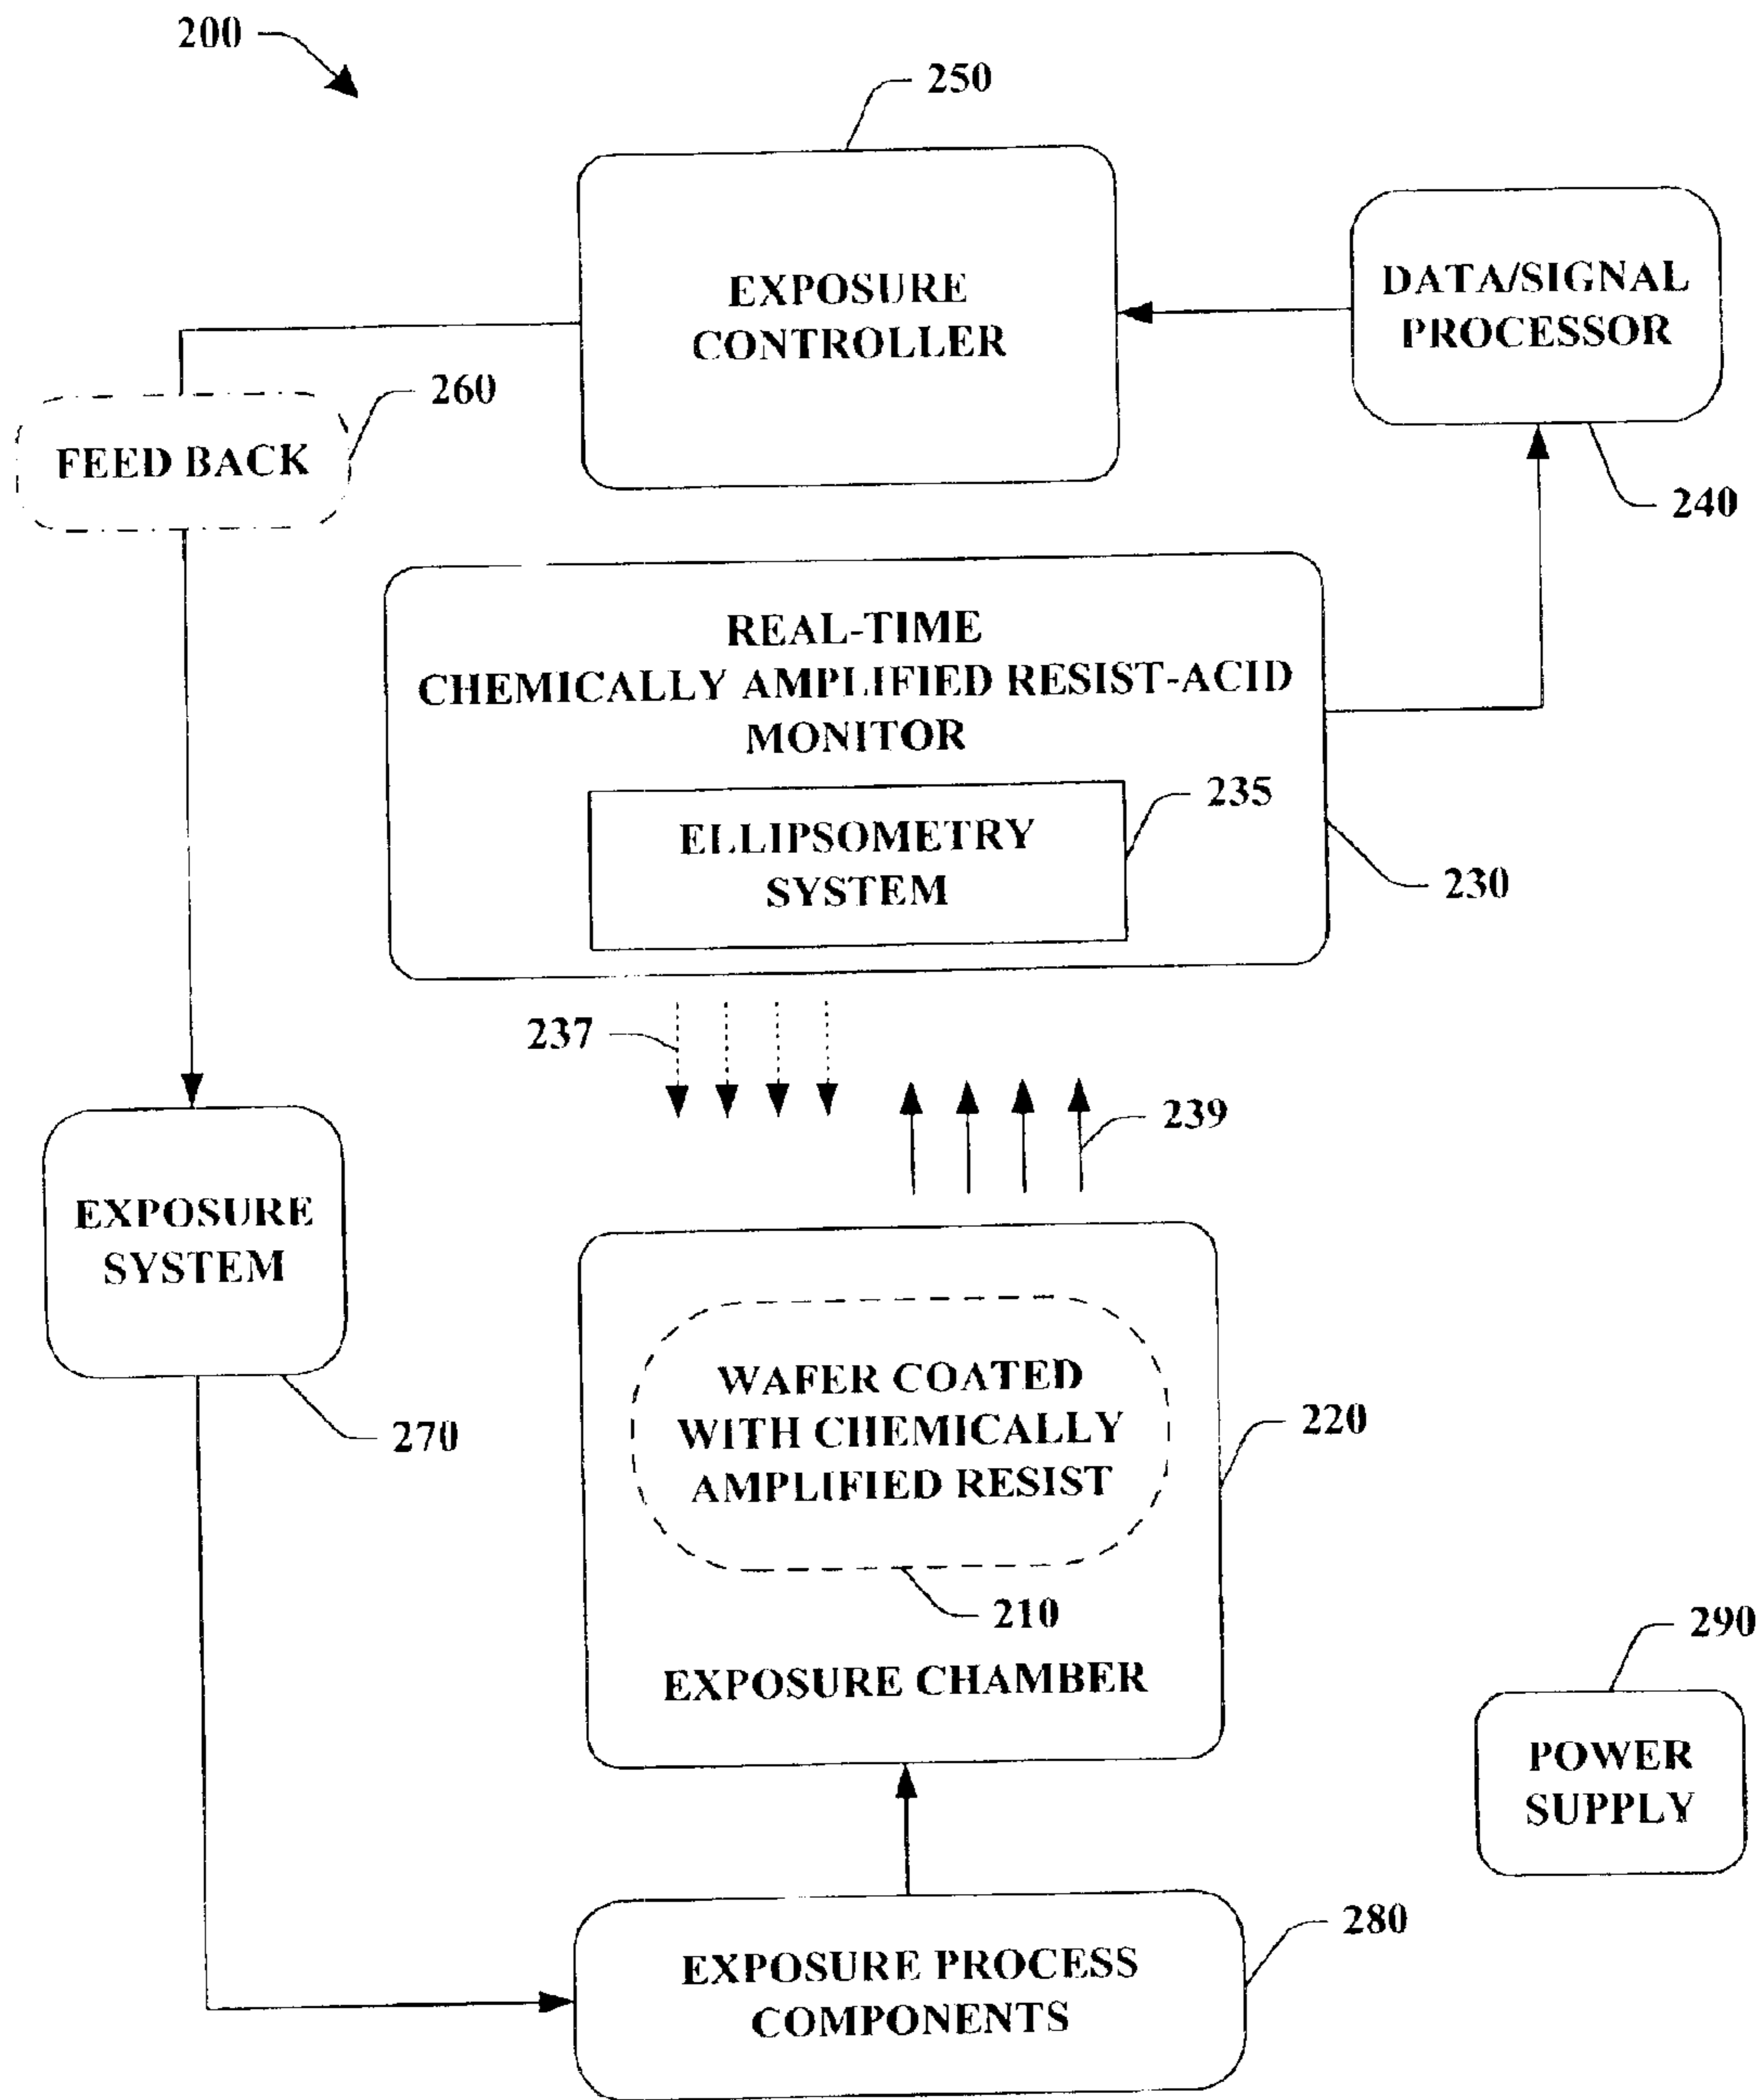 200
250
EXPOSURE
CONTROLLER
DATA/SIGNAL
PROCESSOR
260
FEED BACK
240
REAL-TIME
CHEMICALLY AMPLIFIED RESIST-ACID
MONITOR
235
ELLIPSOMETRY
SYSTEM
230
237
239
EXPOSURE
SYSTEM
270
WAFER COATED
WITH CHEMICALLY
AMPLIFIED RESIST
220
210
EXPOSURE CHAMBER
290
POWER
SUPPLY
280
EXPOSURE PROCESS
COMPONENTS